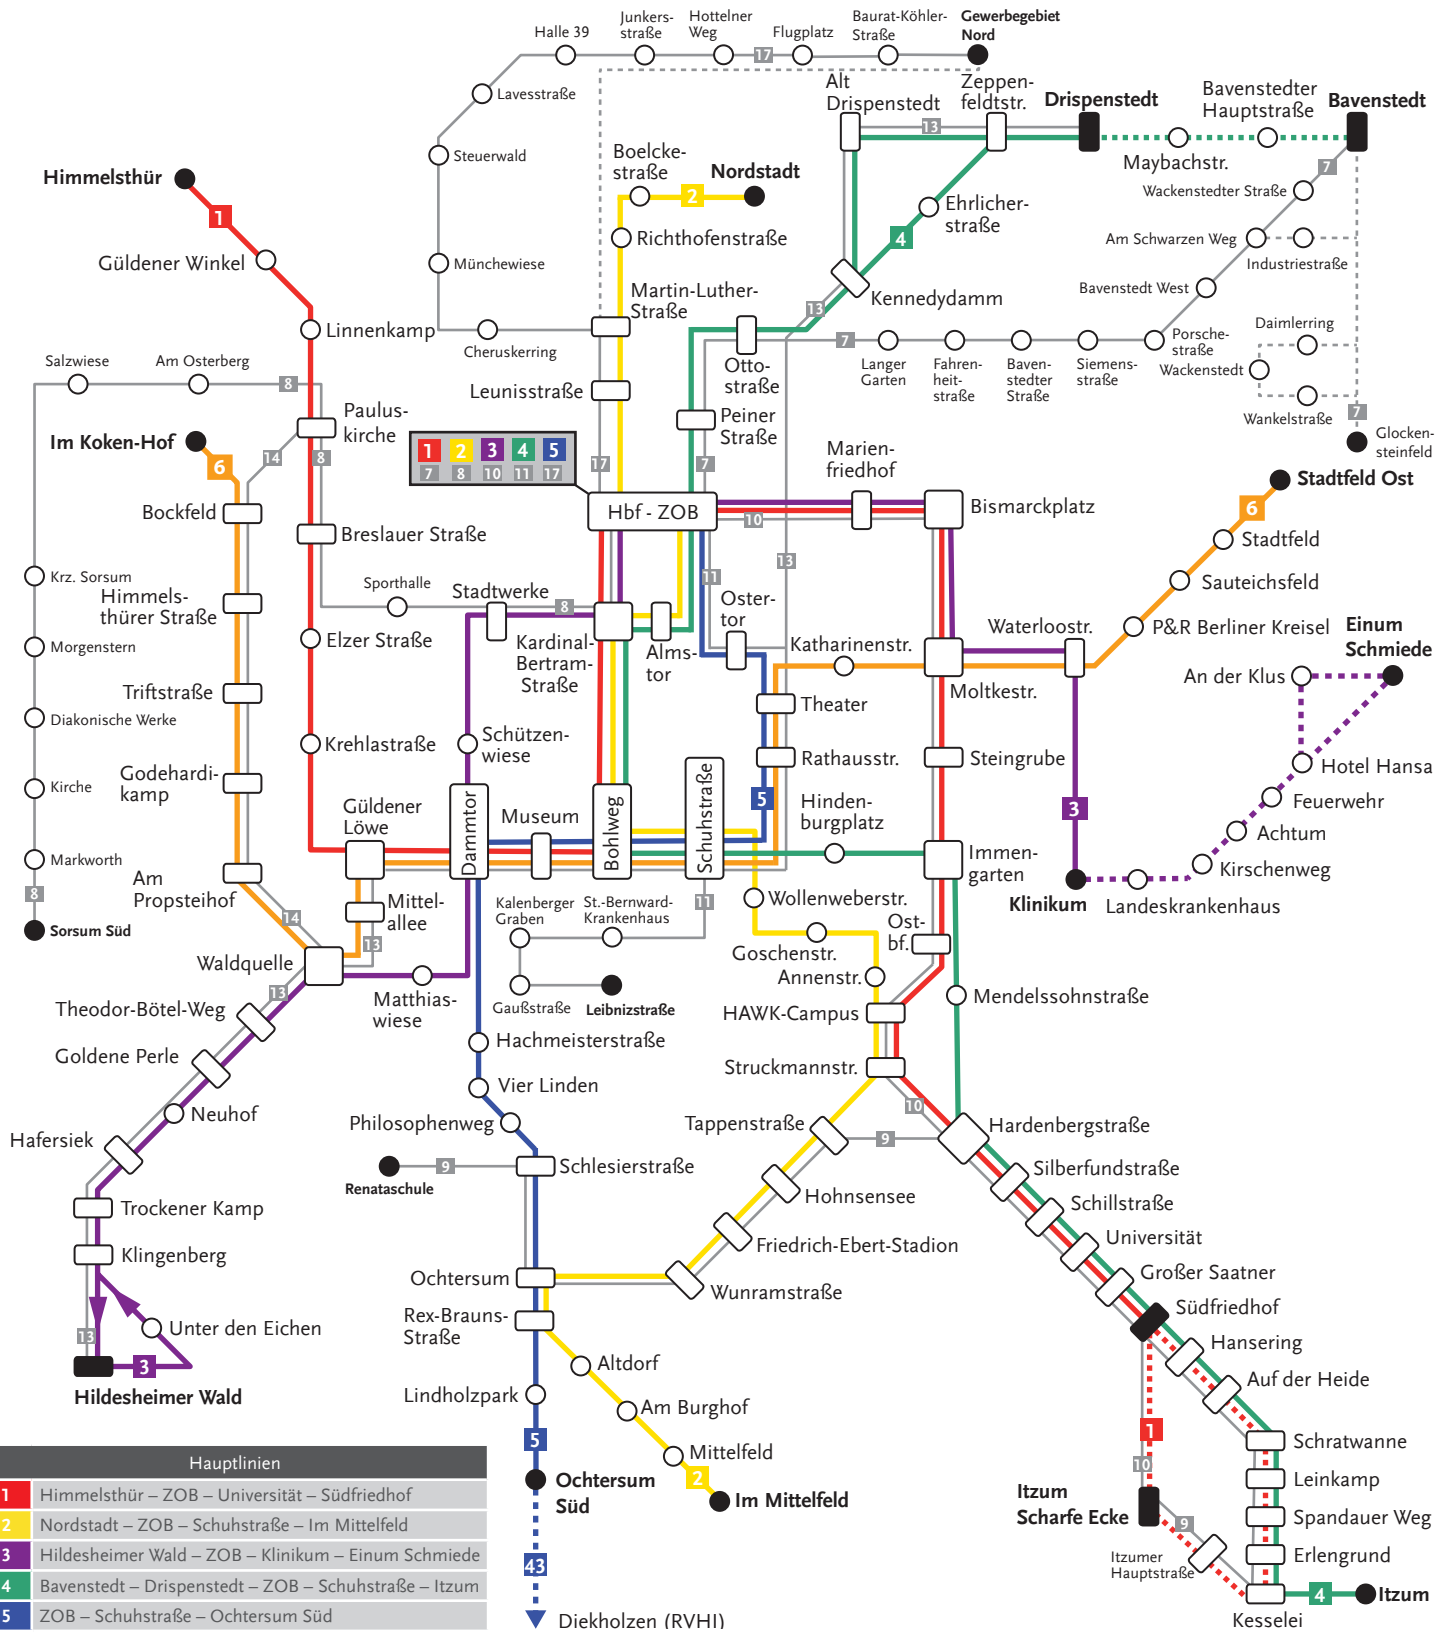 Halle 39
Junkers-
straße
Hottelner
Weg
17
Flugplatz
Baurat-Köhler-
Straße
Gewerbegebiet
Nord
Lavesstraße
Steuerwald
Münchewiese
Cheruskerring
Alt
Drispenstedt
13
Zeppen-
feldtstr.
Drispenstedt
Maybachstr.
Bavenstedter
Hauptstraße
Bavenstedt
7
Wackenstedter Straße
Am Schwarzen Weg
Industriestraße
Bavenstedt West
Porsche-
straße
Daimlerring
Wackenstedt
Wankelstraße
7
Glocken-
steinfeld
Himmelsthür
1
Güldener Winkel
Linnenkamp
Boelcke-
straße
2
Nordstadt
Richthofenstraße
Martin-Luther-
Straße
Leunisstraße
Ehrlicher-
straße
4
Kennedydamm
13
Otto-
straße
7
Langer
Garten
Fahren-
heit-
straße
Baven-
stedter
Straße
Siemens-
straße
Peiner
Straße
7
17
Salzwiese
Am Osterberg
8
Paulus-
kirche
14
8
Im Koken-Hof
6
Bockfeld
Breslauer Straße
1 2 3 4 5
7 8 10 11 17
Hbf - ZOB
10
Marien-
friedhof
Bismarckplatz
13
Stadtfeld Ost
6
Stadtfeld
Sauteichsfeld
P&R Berliner Kreisel
Krz. Sorsum
Himmels-
thürer Straße
Morgenstern
Triftstraße
Diakonische Werke
Godehardi-
kamp
Kirche
Markworth
8
Sorsum Süd
Am
Propsteihof
14
Sporthalle
Stadtwerke
8
Elzer Straße
Kardinal-
Bertram-
Straße
Alms-
tor
11
Oster-
tor
Katharinenstr.
Waterloostr.
Moltkestr.
Einum
Schmiede
An der Klus
Hotel Hansa
Feuerwehr
Achtum
Kirschenweg
Landeskrankenhaus
3
Klinikum
Krehlastraße
Schützen-
wiese
Theater
Rathausstr.
5
Steingrube
Hinden-
burgplatz
Immen-
garten
Güldener
Löwe
Dammtor
Museum
Bohlweg
Schuhstraße
11
Mittel-
allee
13
Waldquelle
13
Matthias-
wiese
Kalenberger
Graben
St.-Bernward-
Krankenhaus
Gaußstraße
Leibnizstraße
Wollenweberstr.
Goschenstr.
Annenstr.
Ost-
bf.
HAWK-Campus
Struckmannstr.
10
Mendelssohnstraße
Theodor-Bötel-Weg
Goldene Perle
Neuhof
Hafersiek
Trockener Kamp
Klingenberg
Unter den Eichen
13
3
Hildesheimer Wald
Hachmeisterstraße
Vier Linden
Philosophenweg
Renataschule
9
Schlesierstraße
Tappenstraße
9
Hardenbergstraße
Hohnsensee
Friedrich-Ebert-Stadion
Wunramstraße
Ochtersum
Rex-Brauns-
Straße
Altdorf
Lindholzpark
Am Burghof
Mittelfeld
2
Im Mittelfeld
5
Ochtersum
Süd
43
Diekholzen (RVHI)
Silberfundstraße
Schillstraße
Universität
Großer Saatner
Südfriedhof
Hansering
Auf der Heide
1
10
Itzum
Scharfe Ecke
9
Itzumer
Hauptstraße
Schratwanne
Leinkamp
Spandauer Weg
Erlengrund
Kesselei
4
Itzum
Hauptlinien
1 Himmelsthür – ZOB – Universität – Südfriedhof
2 Nordstadt – ZOB – Schuhstraße – Im Mittelfeld
3 Hildesheimer Wald – ZOB – Klinikum – Einum Schmiede
4 Bavenstedt – Drispenstedt – ZOB – Schuhstraße – Itzum
5 ZOB – Schuhstraße – Ochtersum Süd